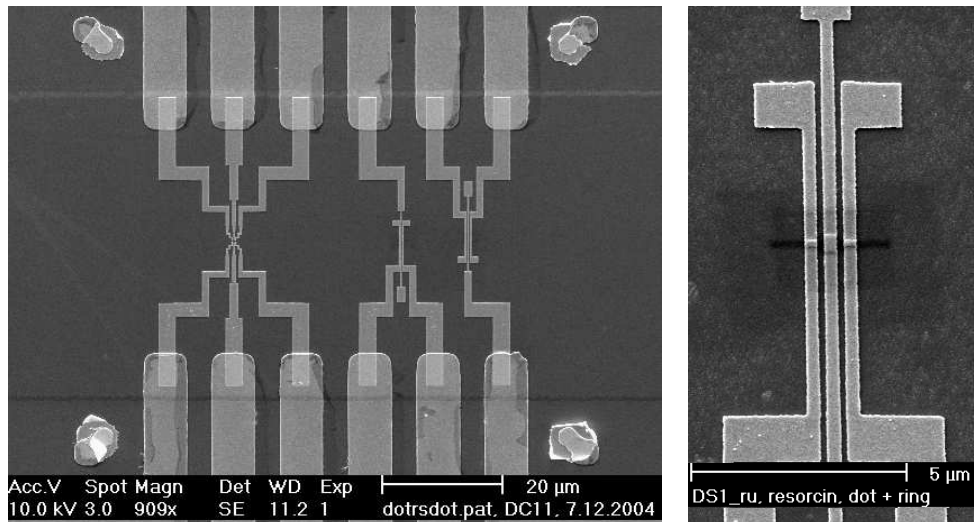 Acc.V Spot Magn Det WD Exp 20 µm
10.0 kV 3.0 909x SE 11.2 1 dotrsdot.pat, DC11, 7.12.2004
5 µm
DS1_ru, resorcin, dot + ring